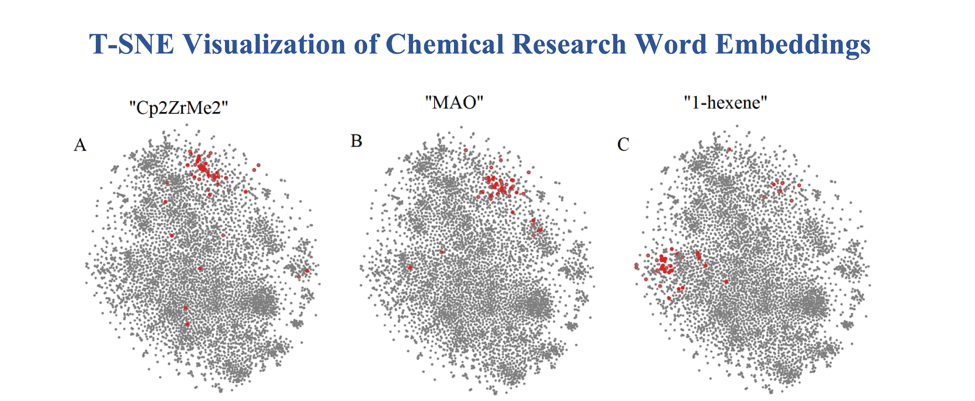 T-SNE Visualization of Chemical Research Word Embeddings
"Cp2ZrMe2"
"MAO"
"1-hexene"
A
B
C